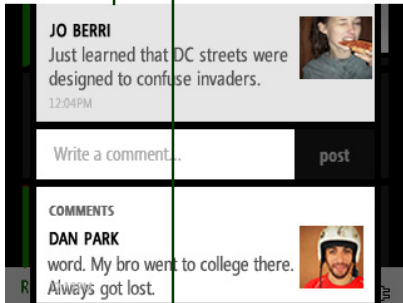 JO BERRI
Just learned that DC streets were
designed to confuse invaders.
12:04PM
Write a comment...
post
COMMENTS
DAN PARK
word. My bro went to college there.
Always got lost.
R